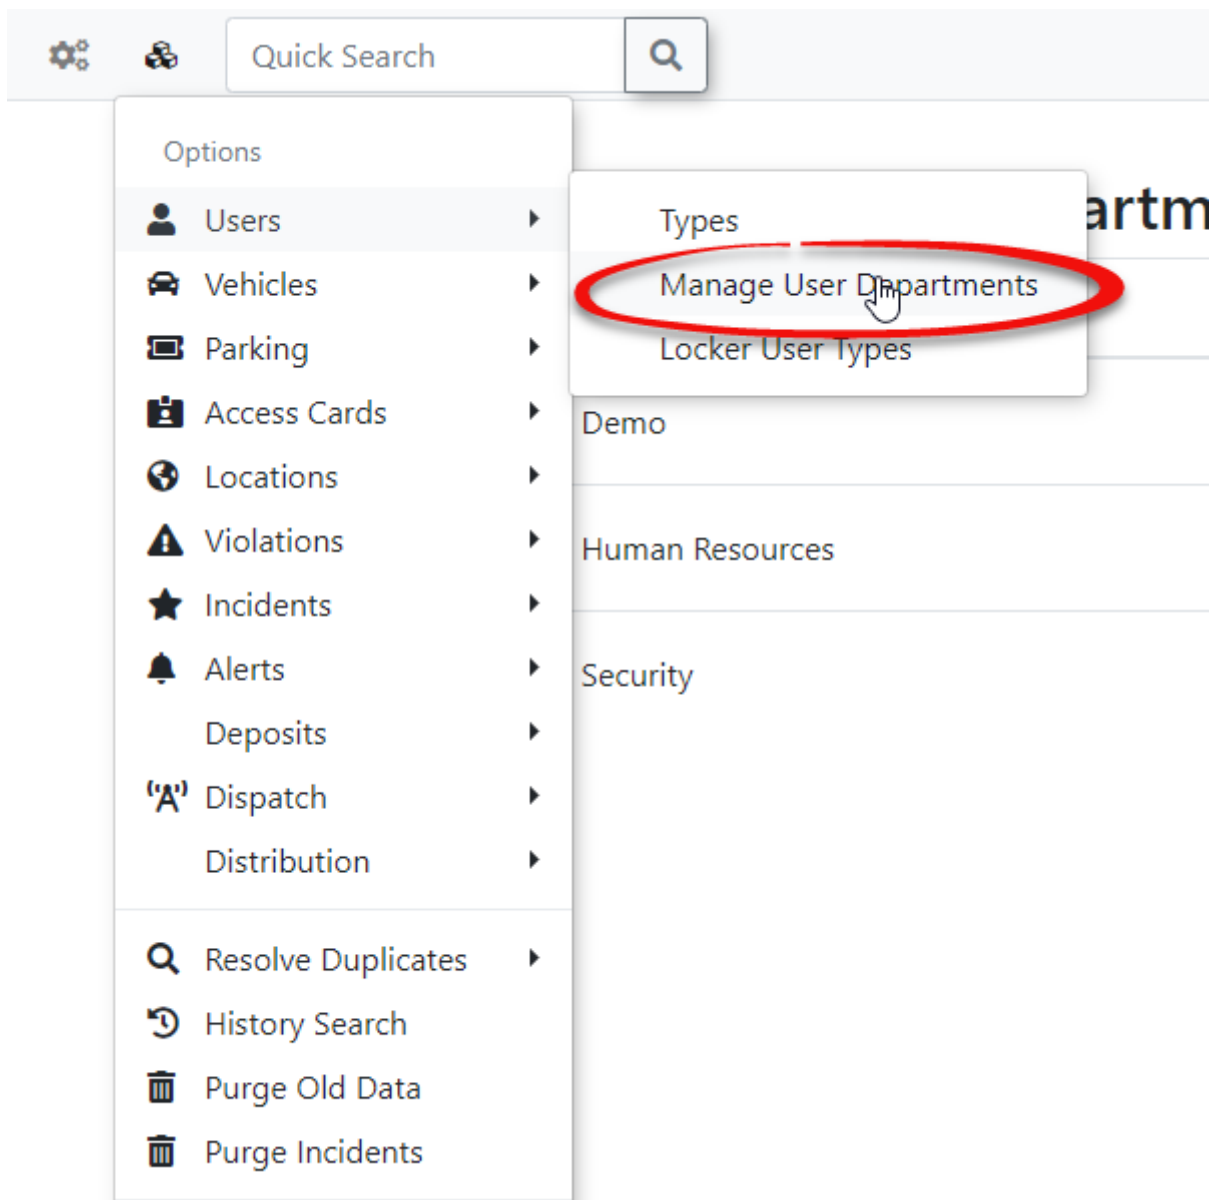 Quick Search
Options
Users
Types
artm
Vehicles
Manage User Departments
Parking
Locker User Types
Access Cards
Demo
Locations
Violations
Human Resources
Incidents
Alerts
Security
Deposits
Dispatch
Distribution
Resolve Duplicates
History Search
Purge Old Data
Purge Incidents